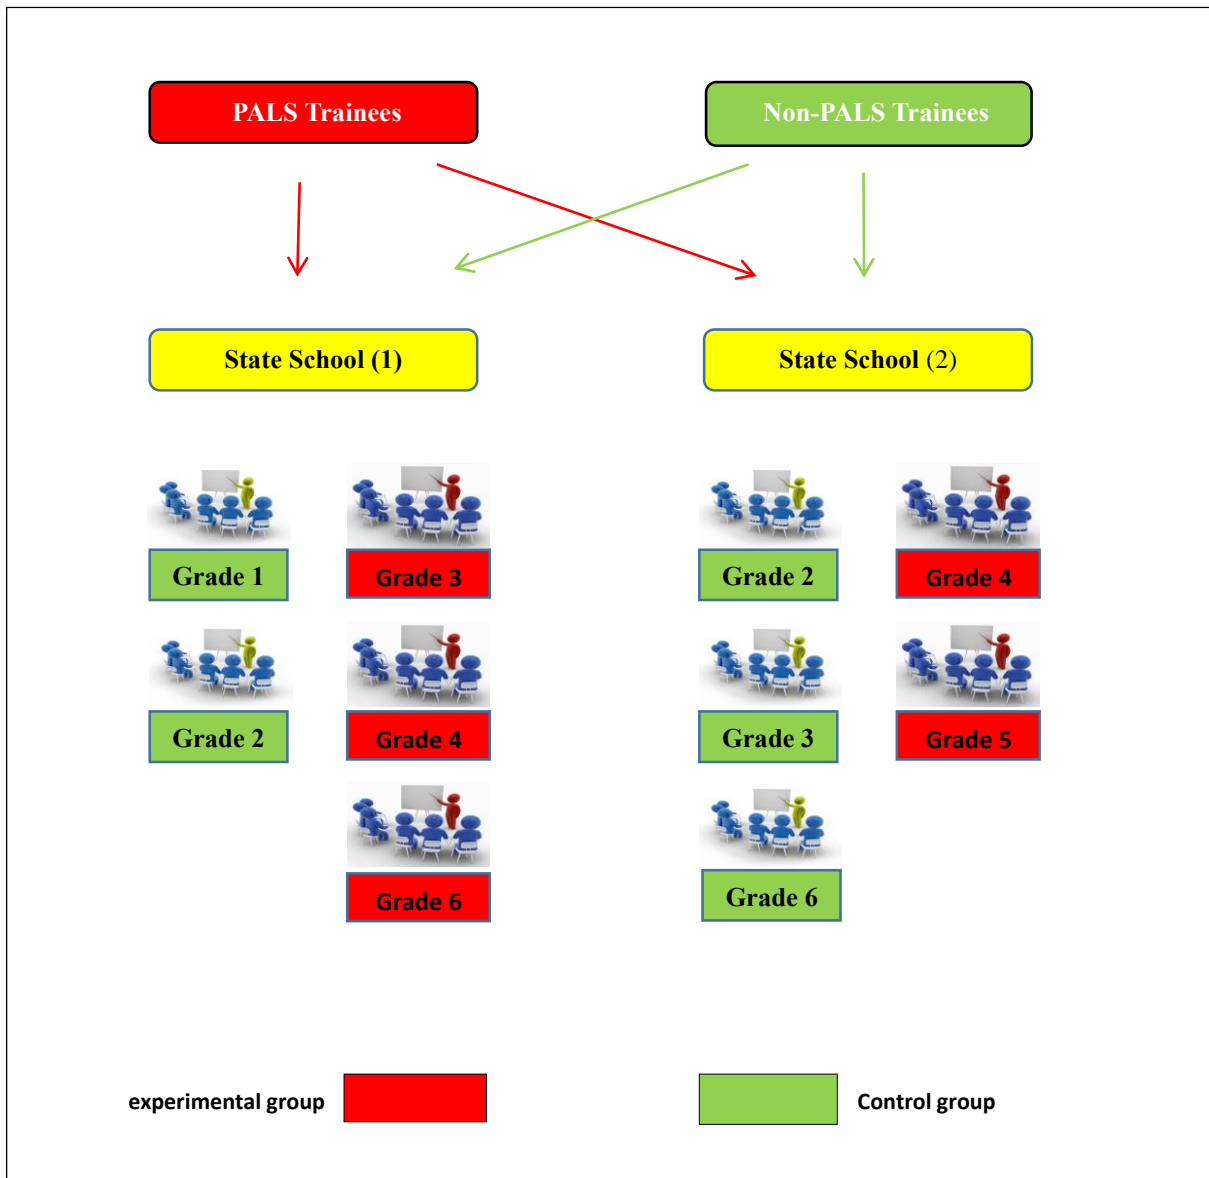 PALS Trainees
Non-PALS Trainees
State School (1)
State School (2)
Grade 1
Grade 3
Grade 2
Grade 4
Grade 2
Grade 4
Grade 3
Grade 5
Grade 6
Grade 6
experimental group
Control group